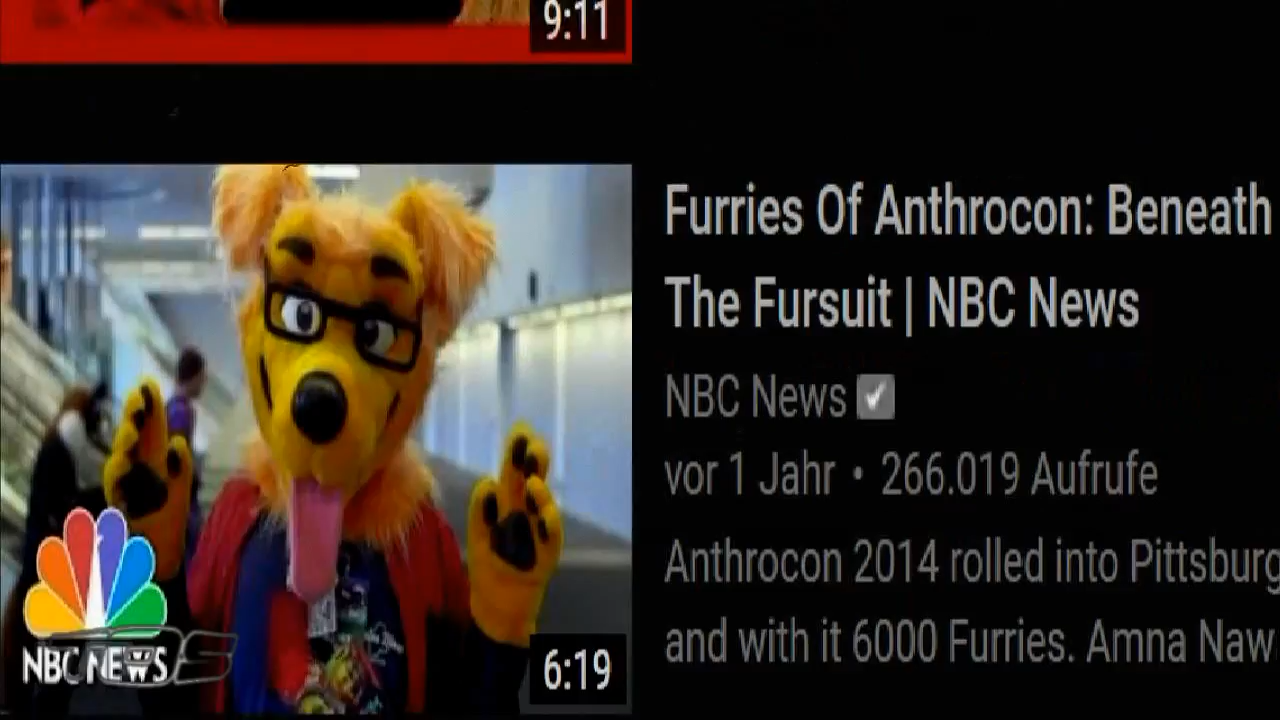 9:11
Furries Of Anthrocon: Beneath
The Fursuit | NBC News
NBC News
vor 1 Jahr • 266.019 Aufrufe
Anthrocon 2014 rolled into Pittsburg
and with it 6000 Furries. Amna Naw
NBC NEWS
6:19